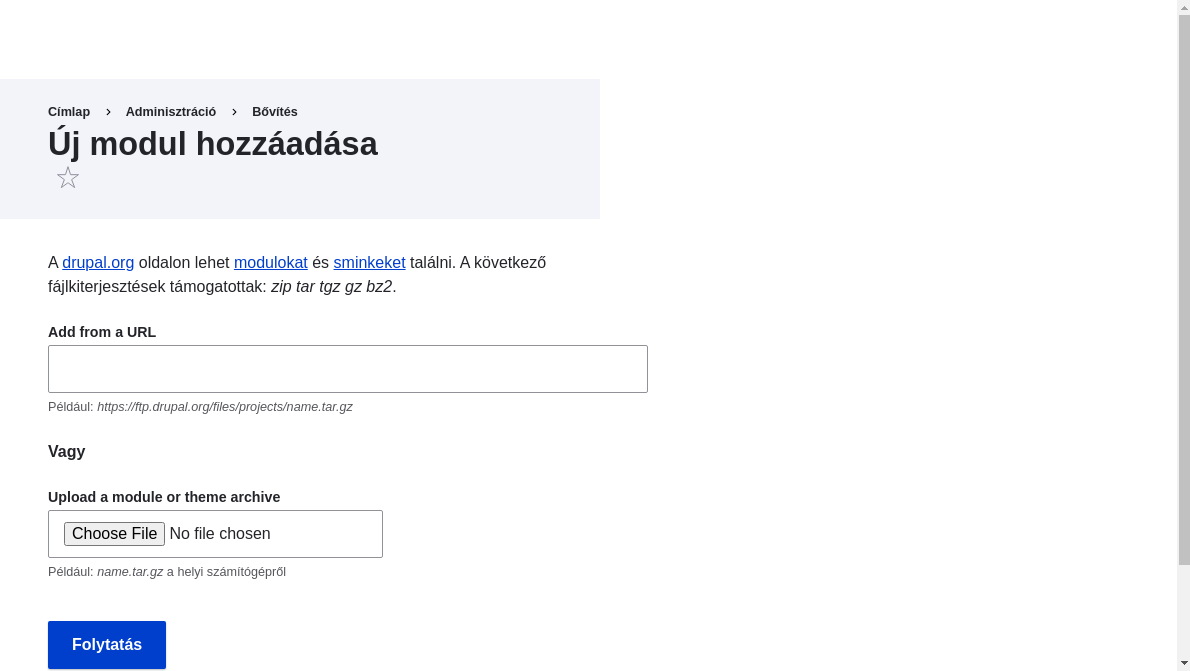 Címlap › Adminisztráció › Bővítés
Új modul hozzáadása
A drupal.org oldalon lehet modulokat és sminkeket találni. A következő
fájlkiterjesztések támogatottak: zip tar tgz gz bz2.
Add from a URL
Például: https://ftp.drupal.org/files/projects/name.tar.gz
Vagy
Upload a module or theme archive
Choose File No file chosen
Például: name.tar.gz a helyi számítógépről
Folytatás